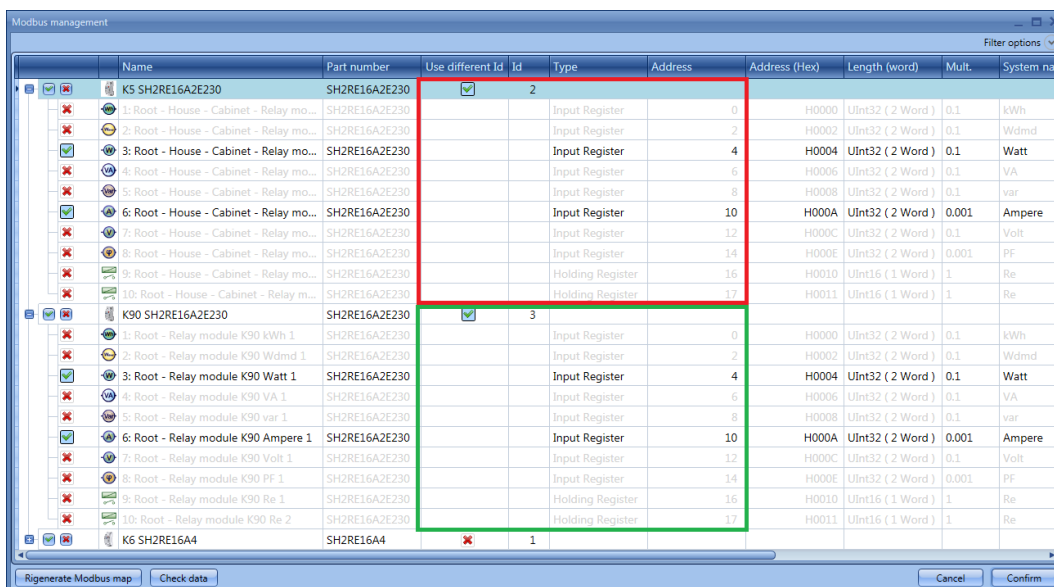 Modbus management
Filter options
Name Part number Use different Id Id Type Address Address (Hex) Length (word) Mult. System na
K5 SH2RE16A2E230 SH2RE16A2E230 2
1: Root - House - Cabinet - Relay mo... SH2RE16A2E230 Input Register 0 H0000 UInt32 ( 2 Word ) 0.1 kWh
2: Root - House - Cabinet - Relay mo... SH2RE16A2E230 Input Register 2 H0002 UInt32 ( 2 Word ) 0.1 Wdmd
3: Root - House - Cabinet - Relay mo... SH2RE16A2E230 Input Register 4 H0004 UInt32 ( 2 Word ) 0.1 Watt
4: Root - House - Cabinet - Relay mo... SH2RE16A2E230 Input Register 6 H0006 UInt32 ( 2 Word ) 0.1 VA
5: Root - House - Cabinet - Relay mo... SH2RE16A2E230 Input Register 8 H0008 UInt32 ( 2 Word ) 0.1 var
6: Root - House - Cabinet - Relay mo... SH2RE16A2E230 Input Register 10 H000A UInt32 ( 2 Word ) 0.001 Ampere
7: Root - House - Cabinet - Relay mo... SH2RE16A2E230 Input Register 12 H000C UInt32 ( 2 Word ) 0.1 Volt
8: Root - House - Cabinet - Relay mo... SH2RE16A2E230 Input Register 14 H000E UInt32 ( 2 Word ) 0.001 PF
9: Root - House - Cabinet - Relay mo... SH2RE16A2E230 Holding Register 16 H0010 UInt16 ( 1 Word ) 1 Re
10: Root - House - Cabinet - Relay m... SH2RE16A2E230 Holding Register 17 H0011 UInt16 ( 1 Word ) 1 Re
K90 SH2RE16A2E230 SH2RE16A2E230 3
1: Root - Relay module K90 kWh 1 SH2RE16A2E230 Input Register 0 H0000 UInt32 ( 2 Word ) 0.1 kWh
2: Root - Relay module K90 Wdmd 1 SH2RE16A2E230 Input Register 2 H0002 UInt32 ( 2 Word ) 0.1 Wdmd
3: Root - Relay module K90 Watt 1 SH2RE16A2E230 Input Register 4 H0004 UInt32 ( 2 Word ) 0.1 Watt
4: Root - Relay module K90 VA 1 SH2RE16A2E230 Input Register 6 H0006 UInt32 ( 2 Word ) 0.1 VA
5: Root - Relay module K90 var 1 SH2RE16A2E230 Input Register 8 H0008 UInt32 ( 2 Word ) 0.1 var
6: Root - Relay module K90 Ampere 1 SH2RE16A2E230 Input Register 10 H000A UInt32 ( 2 Word ) 0.001 Ampere
7: Root - Relay module K90 Volt 1 SH2RE16A2E230 Input Register 12 H000C UInt32 ( 2 Word ) 0.1 Volt
8: Root - Relay module K90 PF 1 SH2RE16A2E230 Input Register 14 H000E UInt32 ( 2 Word ) 0.001 PF
9: Root - Relay module K90 Re 1 SH2RE16A2E230 Holding Register 16 H0010 UInt16 ( 1 Word ) 1 Re
10: Root - Relay module K90 Re 2 SH2RE16A2E230 Holding Register 17 H0011 UInt16 ( 1 Word ) 1 Re
K6 SH2RE16A4 SH2RE16A4 1
Rigenerate Modbus map Check data Cancel Confirm